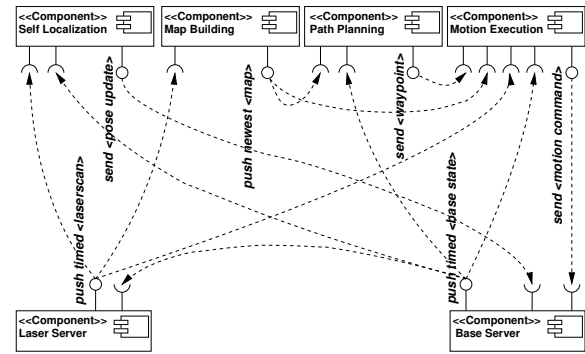 <<Component>>
Self Localization
<<Component>>
Map Building
<<Component>>
Path Planning
<<Component>>
Motion Execution
send <pose update>
push newest <map>
send <waypoint>
send <motion command>
push timed <laserscan>
push timed <base state>
<<Component>>
Laser Server
<<Component>>
Base Server